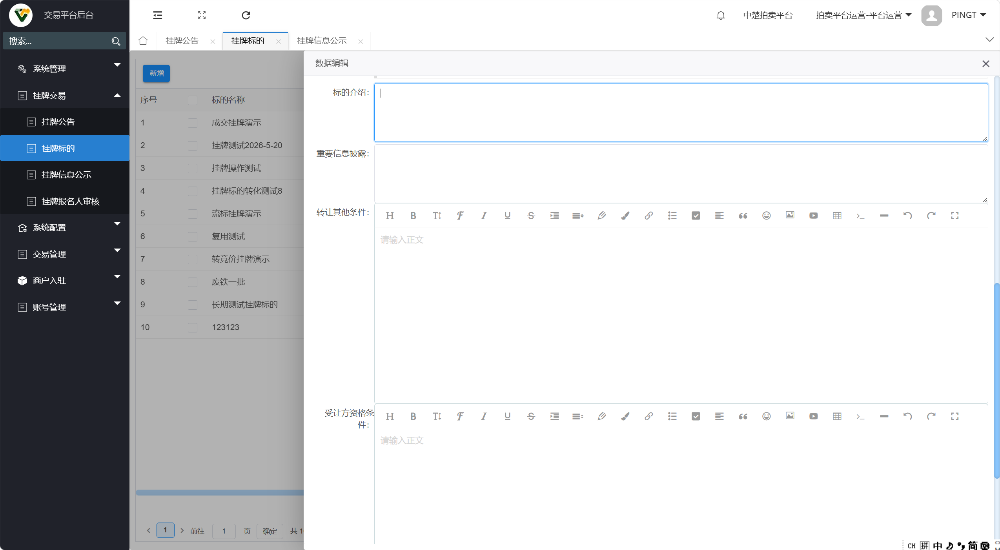 交易平台后台
中楚拍卖平台
拍卖平台运营-平台运营
PINGT
搜索...
挂牌公告
挂牌标的
挂牌信息公示
系统管理
挂牌交易
挂牌公告
挂牌标的
挂牌信息公示
挂牌报名人审核
系统配置
交易管理
商户入驻
账号管理
新增
序号 标的名称
1 成交挂牌演示
2 挂牌测试2026-5-20
3 挂牌操作测试
4 挂牌标的转化测试8
5 流标挂牌演示
6 复用测试
7 转竞价挂牌演示
8 废铁一批
9 长期测试挂牌标的
10 123123
1 前往 1 页 确定 共 1
数据编辑
标的介绍:
重要信息披露:
转让其他条件:
请输入正文
受让方资格条
件:
请输入正文
CH 拼 中 简